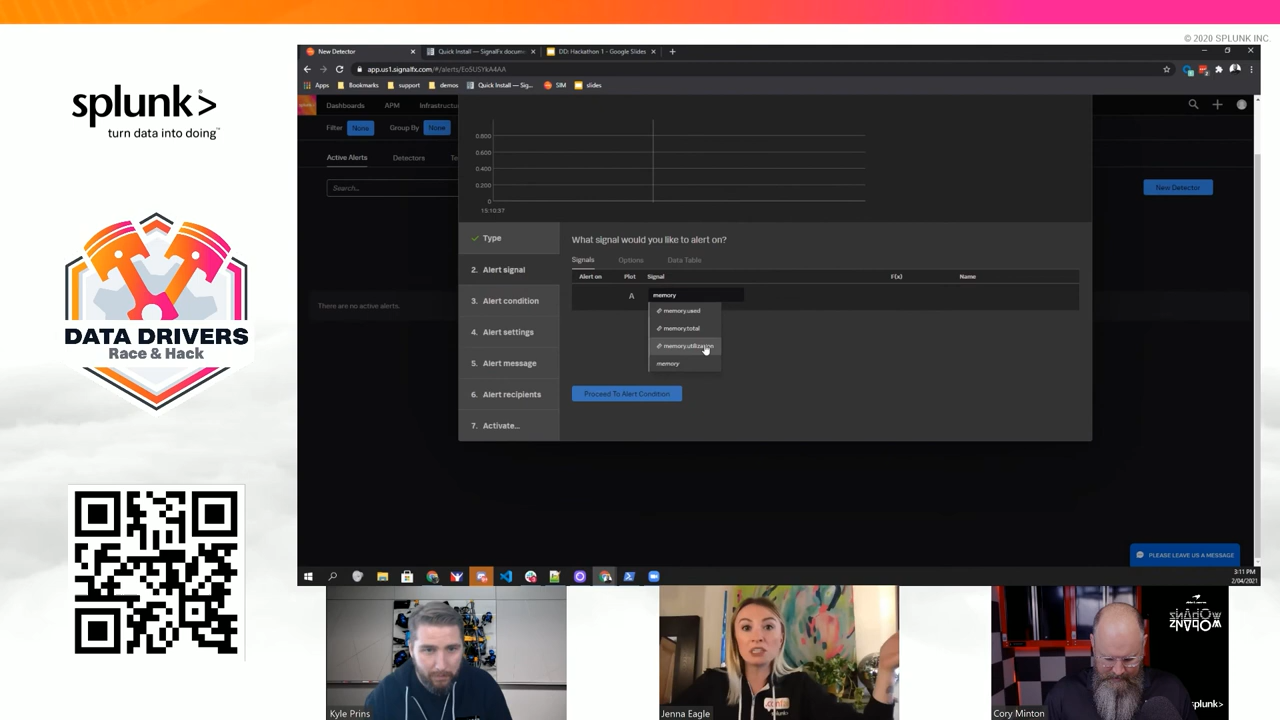 © 2020 SPLUNK INC.
splunk>
turn data into doing™
DATA DRIVERS
Race & Hack
New Detector
Quick Install — SignalFx docum
DD: Hackathon 1 - Google Slides
app.us1.signalfx.com/#/alerts/Eo5USYkA4AA
Apps
Bookmarks
support
demos
Quick Install — Sig...
SIM
slides
Dashboards
APM
Infrastructu
Filter
None
Group By
None
Active Alerts
Detectors
Te
Search...
New Detector
There are no active alerts.
0.800
0.600
0.400
0.200
0
15:10:37
Type
2. Alert signal
3. Alert condition
4. Alert settings
5. Alert message
6. Alert recipients
7. Activate...
What signal would you like to alert on?
Signals
Options
Data Table
Alert on
Plot
Signal
F(x)
Name
A
memory
memory.used
memory.total
memory.utilization
memory
Proceed To Alert Condition
PLEASE LEAVE US A MESSAGE
3:11 PM
2/04/2021
Kyle Prins
Jenna Eagle
Cory Minton
splunk>